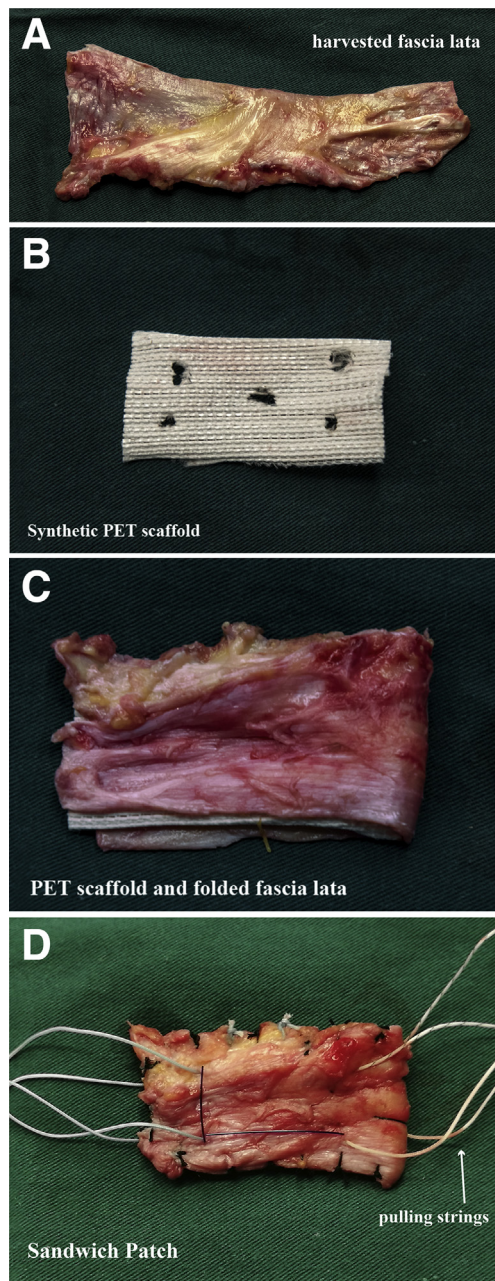 A
harvested fascia lata
B
Synthetic PET scaffold
C
PET scaffold and folded fascia lata
D
pulling strings
Sandwich Patch